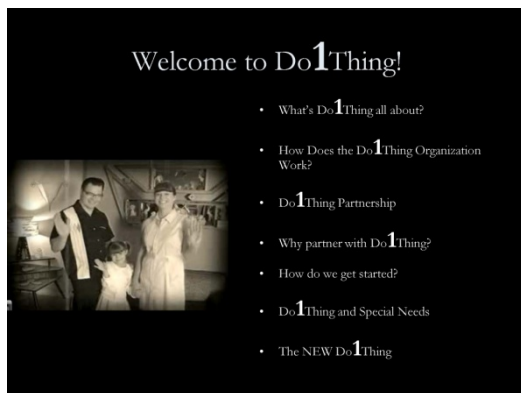 Welcome to Do1Thing!
• What's Do1Thing all about?
• How Does the Do1Thing Organization
Work?
• Do1Thing Partnership
• Why partner with Do1Thing?
• How do we get started?
• Do1Thing and Special Needs
• The NEW Do1Thing